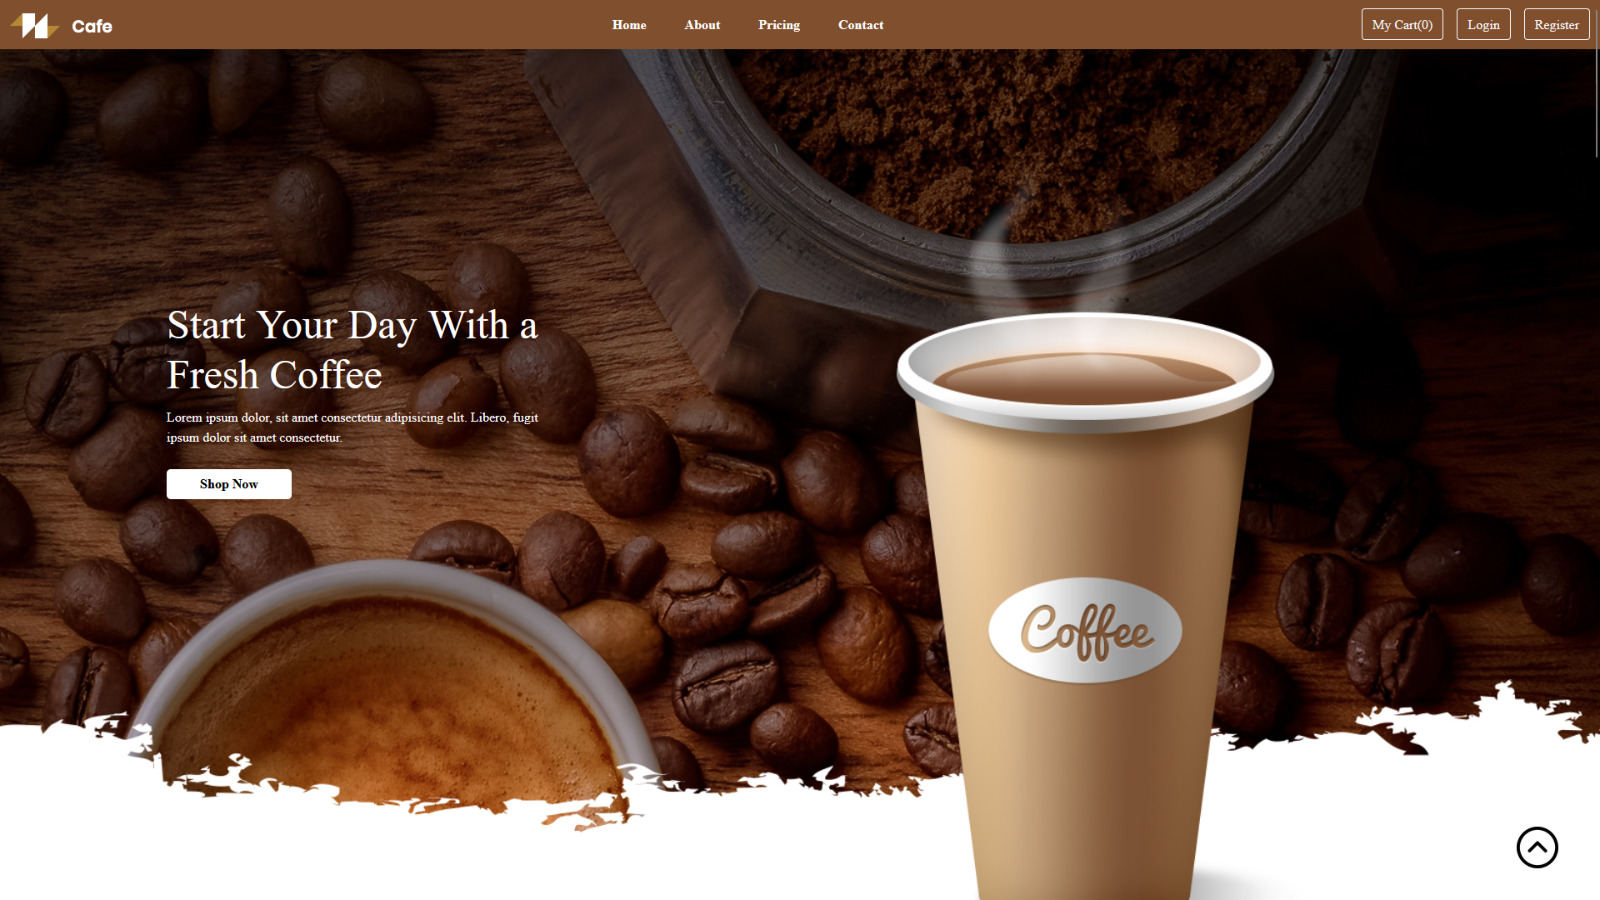 Cafe
Home
About
Pricing
Contact
My Cart(0)
Login
Register
Start Your Day With a
Fresh Coffee
Lorem ipsum dolor, sit amet consectetur adipisicing elit. Libero, fugit
ipsum dolor sit amet consectetur.
Shop Now
Coffee